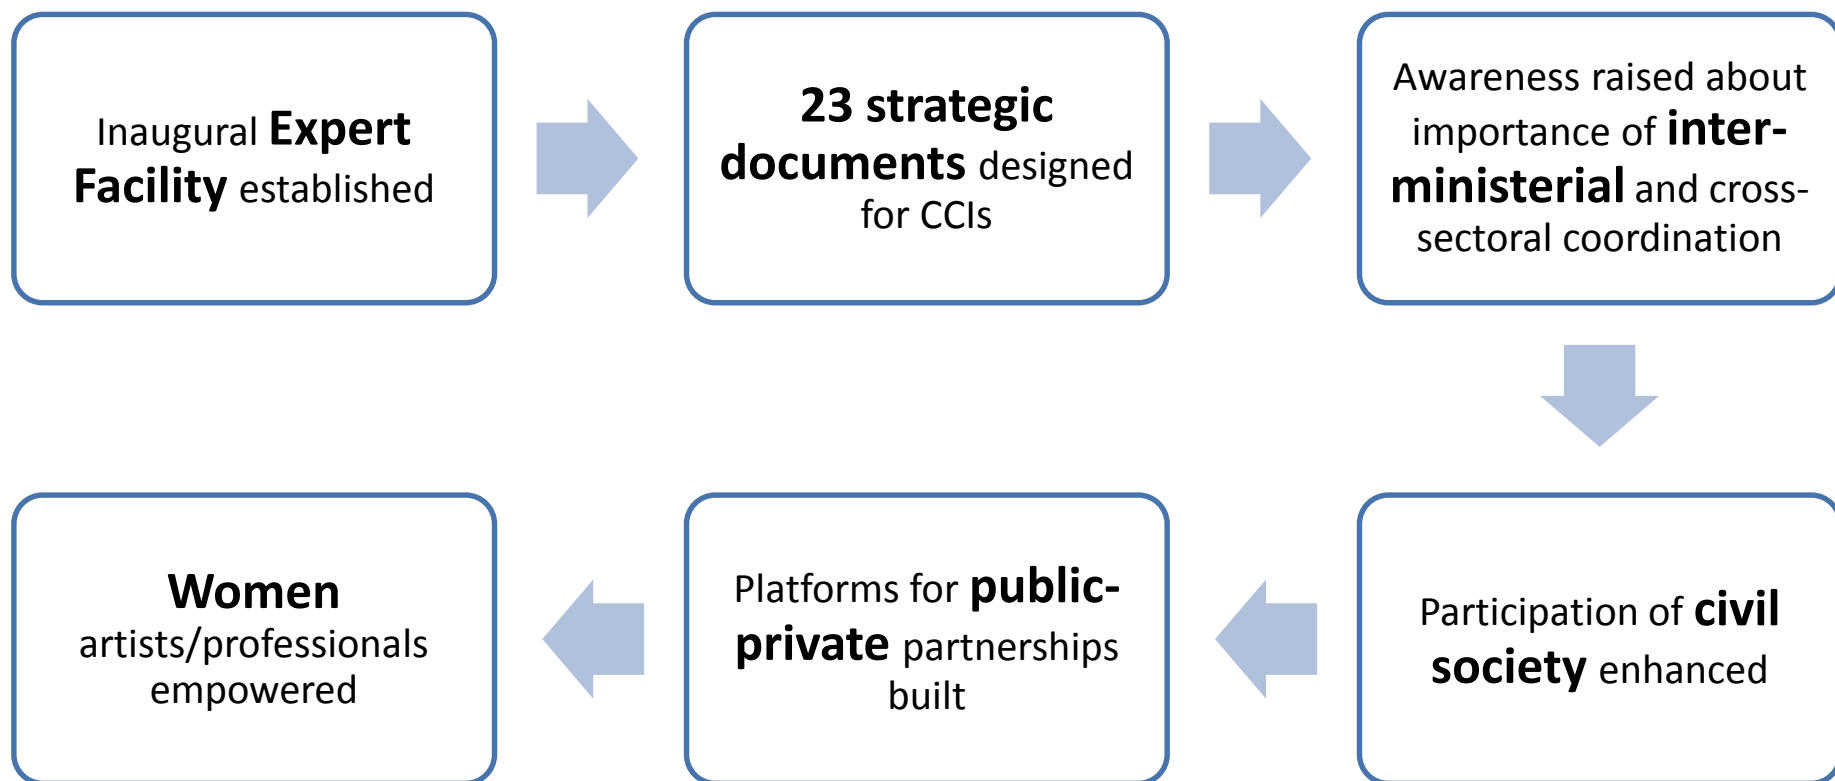 Inaugural Expert
Facility established
23 strategic
documents designed
for CCIs
Awareness raised about
importance of inter-
ministerial and cross-
sectoral coordination
Participation of civil
society enhanced
Platforms for public-
private partnerships
built
Women
artists/professionals
empowered